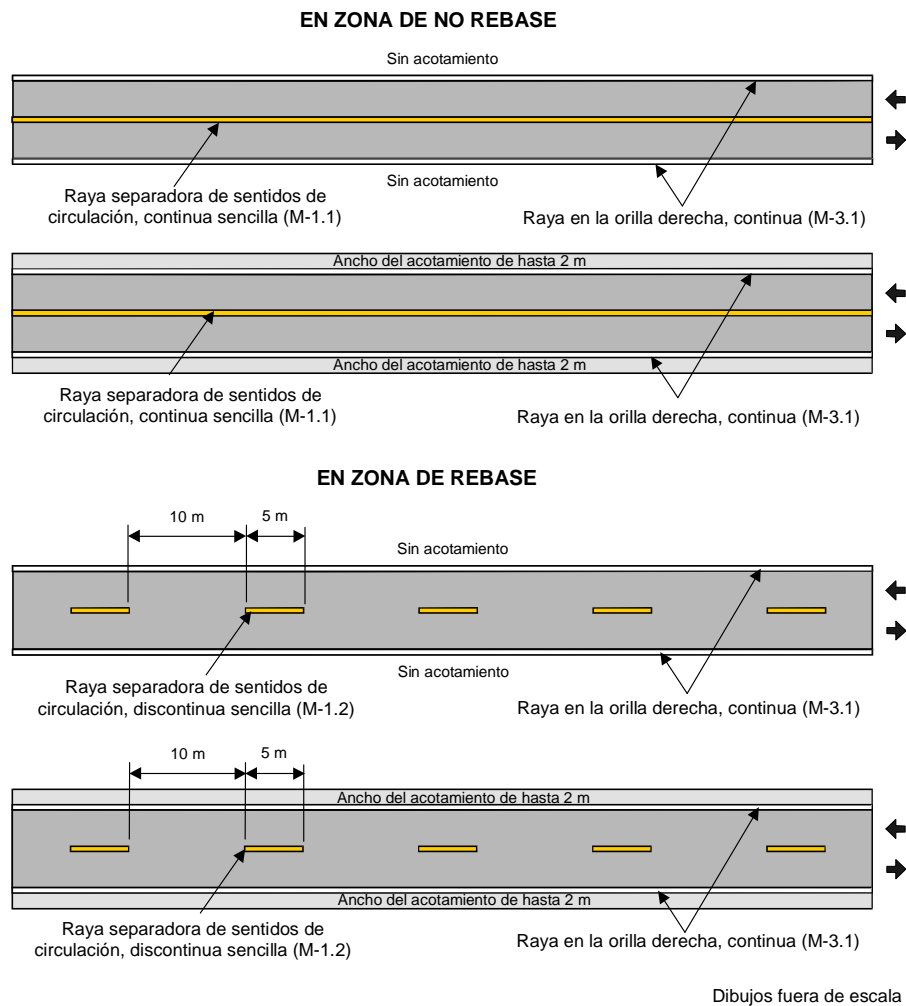 EN ZONA DE NO REBASE
Sin acotamiento
Sin acotamiento
Raya separadora de sentidos de
circulación, continua sencilla (M-1.1)
Raya en la orilla derecha, continua (M-3.1)
Ancho del acotamiento de hasta 2 m
Ancho del acotamiento de hasta 2 m
Raya separadora de sentidos de
circulación, continua sencilla (M-1.1)
Raya en la orilla derecha, continua (M-3.1)
EN ZONA DE REBASE
10 m
5 m
Sin acotamiento
Sin acotamiento
Raya separadora de sentidos de
circulación, discontinua sencilla (M-1.2)
Raya en la orilla derecha, continua (M-3.1)
10 m
5 m
Ancho del acotamiento de hasta 2 m
Ancho del acotamiento de hasta 2 m
Raya separadora de sentidos de
circulación, discontinua sencilla (M-1.2)
Raya en la orilla derecha, continua (M-3.1)
Dibujos fuera de escala